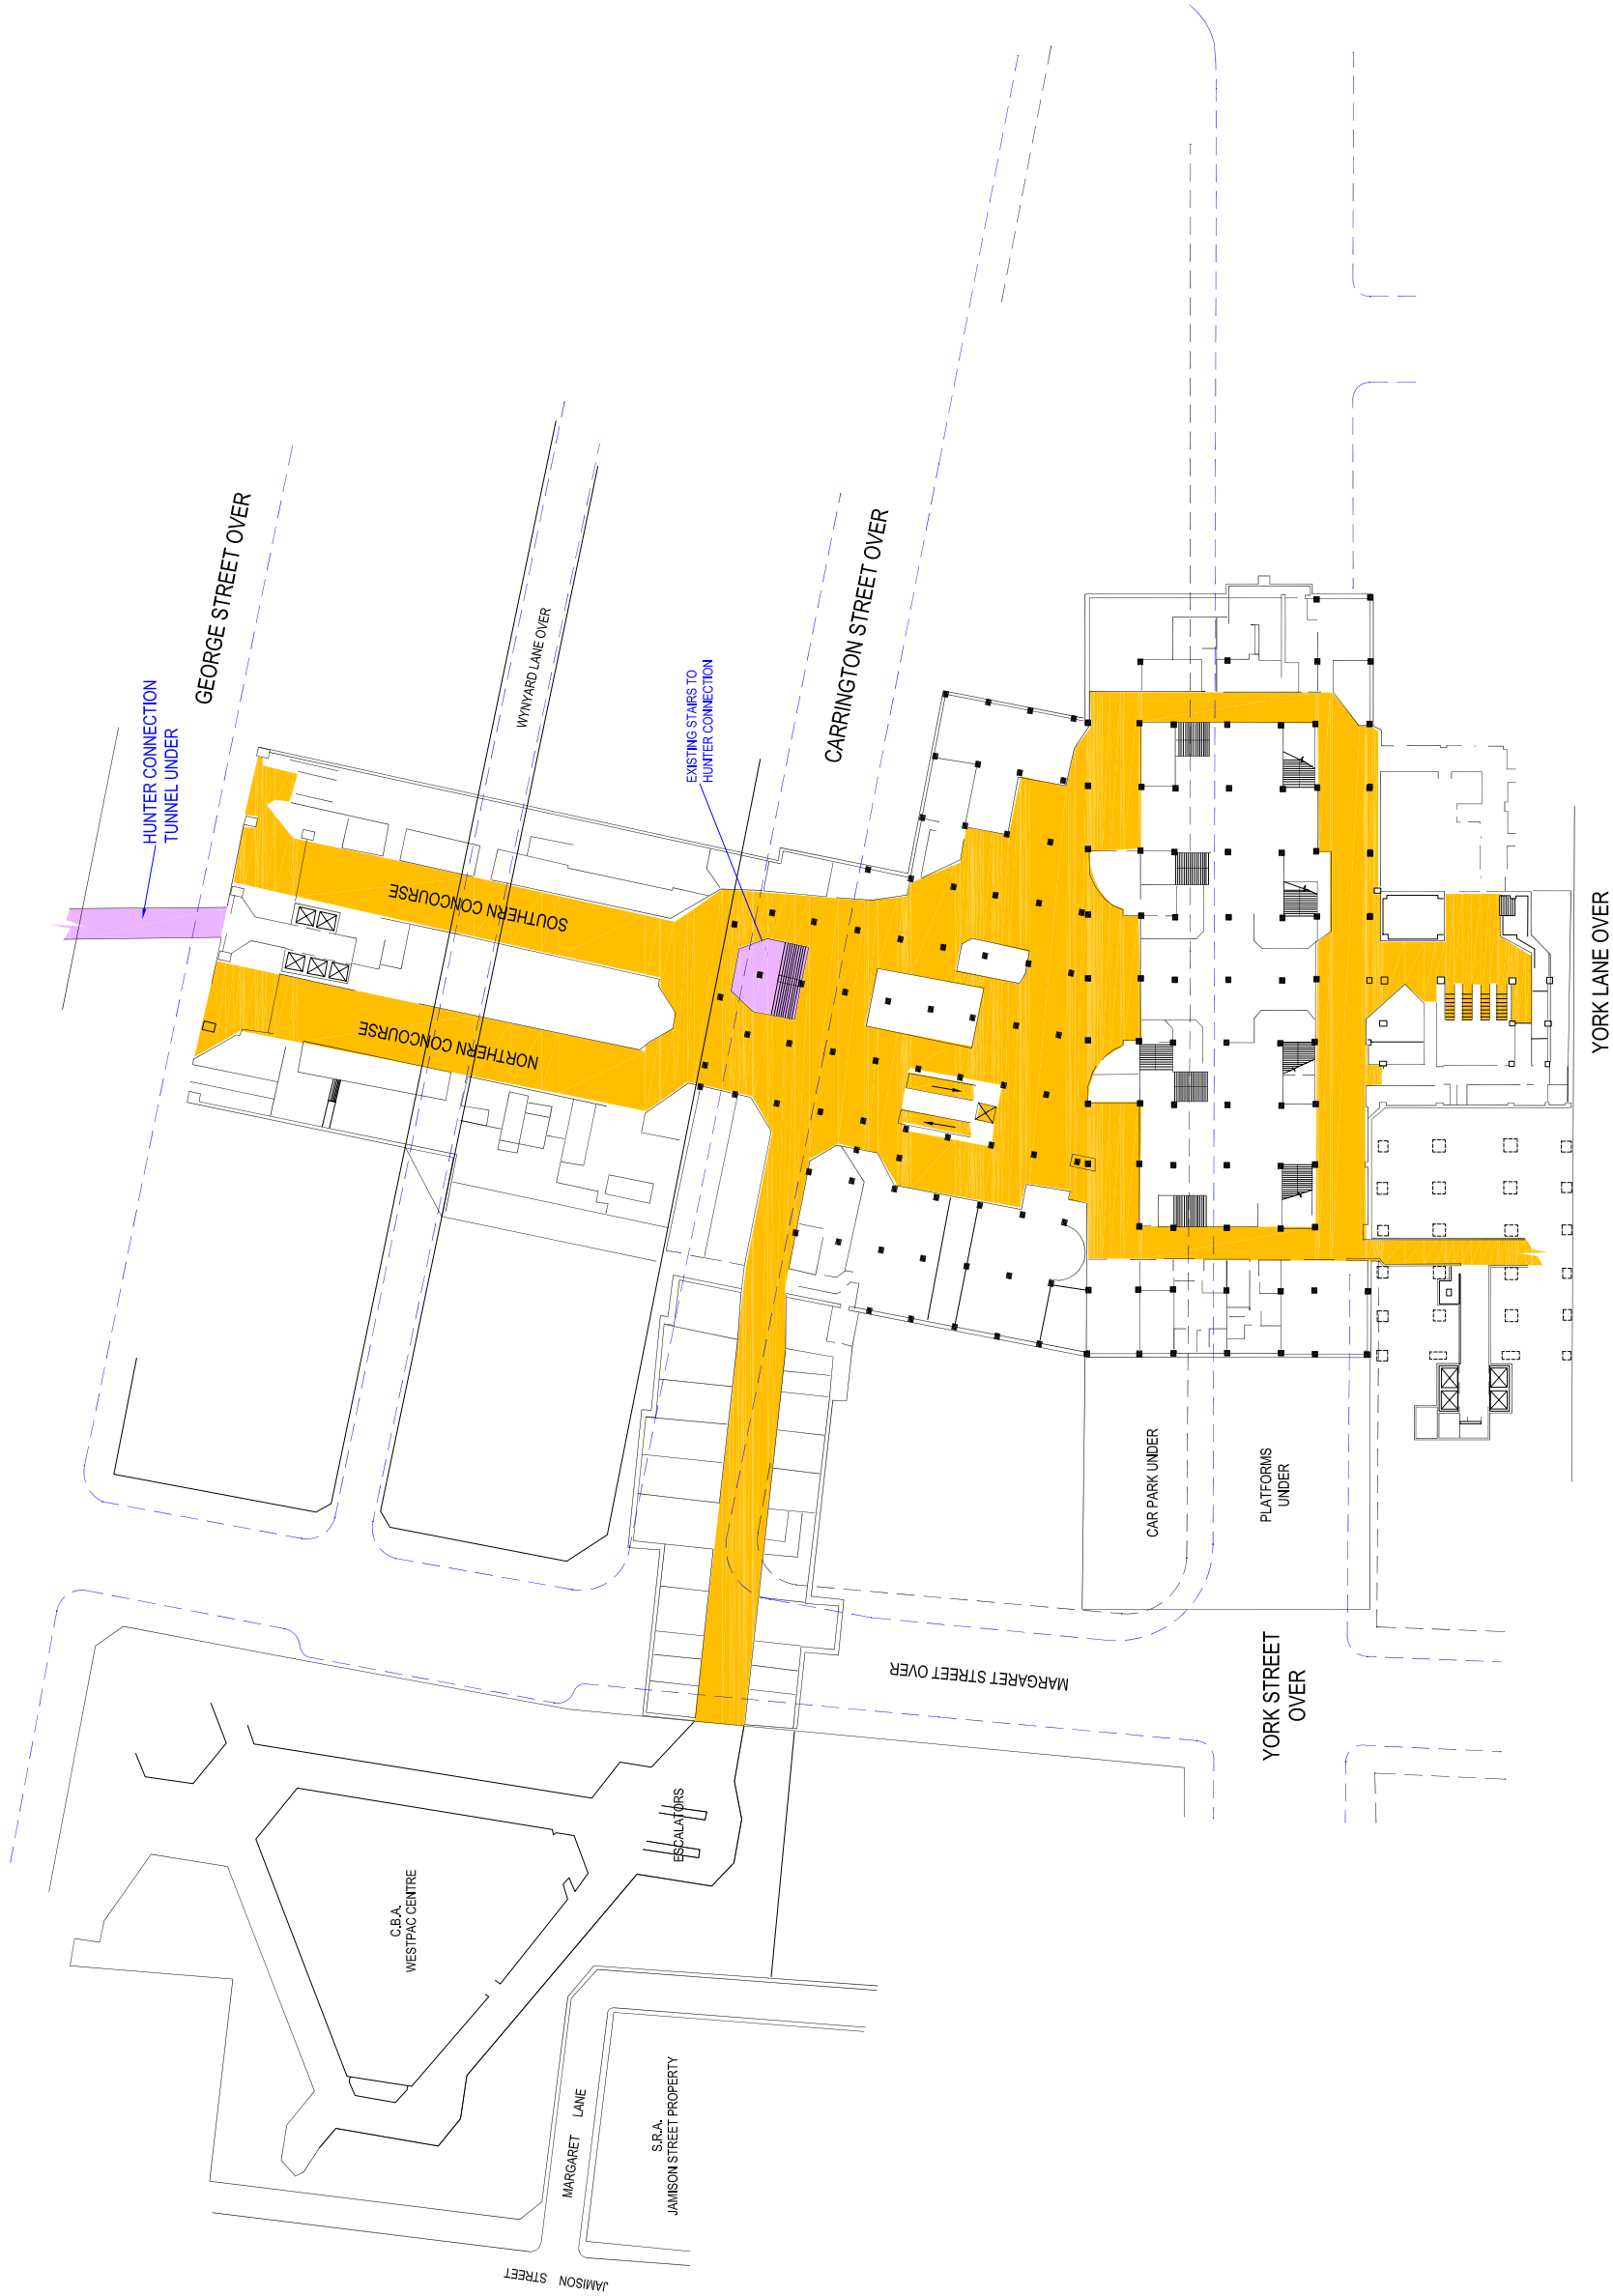 HUNTER CONNECTION
TUNNEL UNDER
GEORGE STREET OVER
WYNYARD LANE OVER
EXISTING STAIRS TO
HUNTER CONNECTION
CARRINGTON STREET OVER
SOUTHERN CONCOURSE
NORTHERN CONCOURSE
YORK LANE OVER
CAR PARK UNDER
PLATFORMS
UNDER
MARGARET STREET OVER
YORK STREET
OVER
ESCALATORS
C.B.A.
WESTPAC CENTRE
MARGARET LANE
S.R.A.
JAMISON STREET PROPERTY
JAMISON STREET